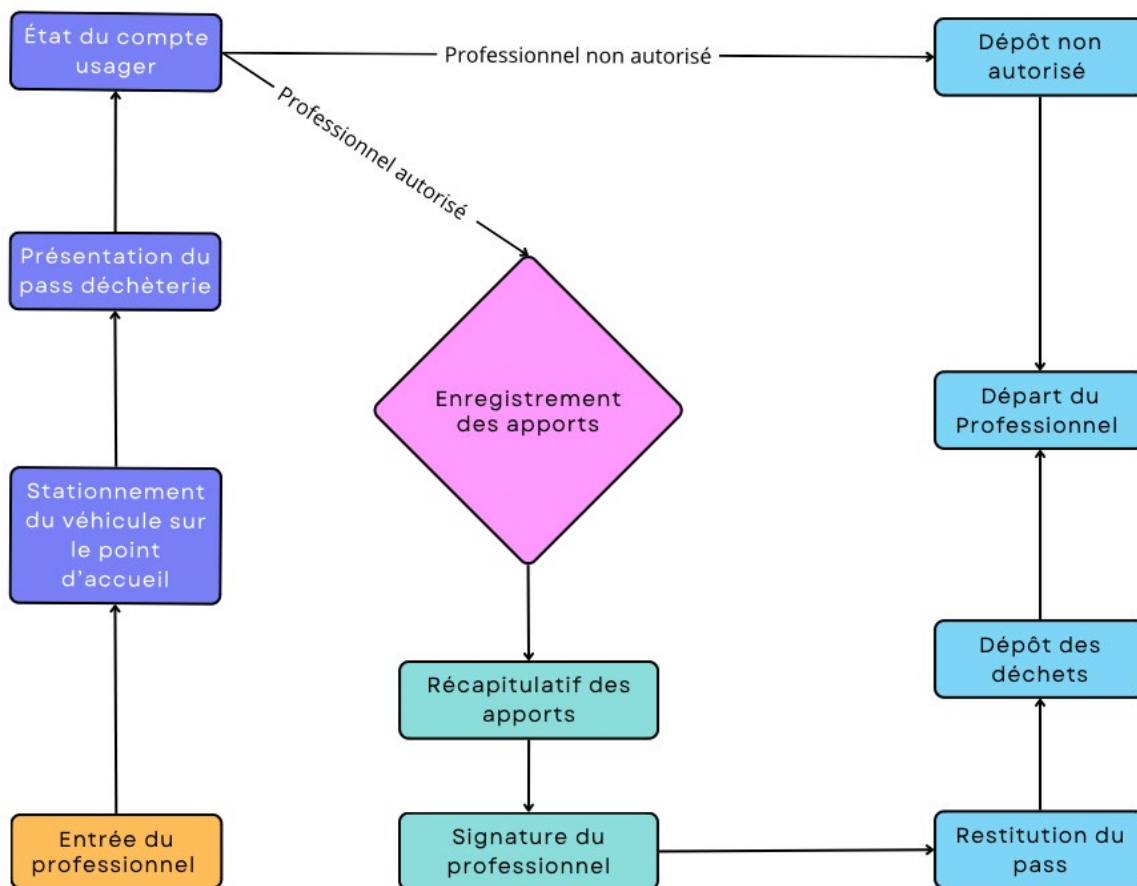 État du compte
usager
Professionnel non autorisé
Dépôt non
autorisé
Professionnel autorisé
Présentation du
pass déchèterie
Enregistrement
des apports
Départ du
Professionnel
Stationnement
du véhicule sur
le point
d’accueil
Récapitulatif des
apports
Dépôt des
déchets
Entrée du
professionnel
Signature du
professionnel
Restitution du
pass